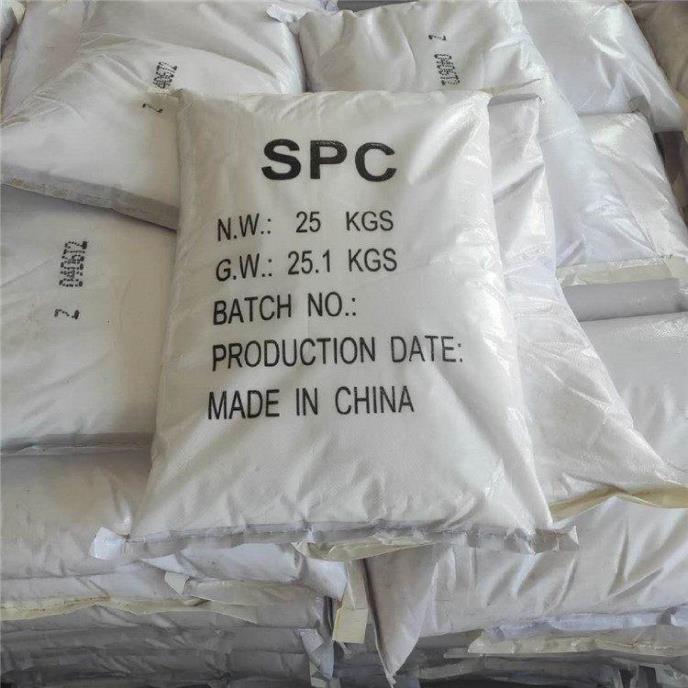 SPC
N.W.: 25 KGS
G.W.: 25.1 KGS
BATCH NO.:
PRODUCTION DATE:
MADE IN CHINA